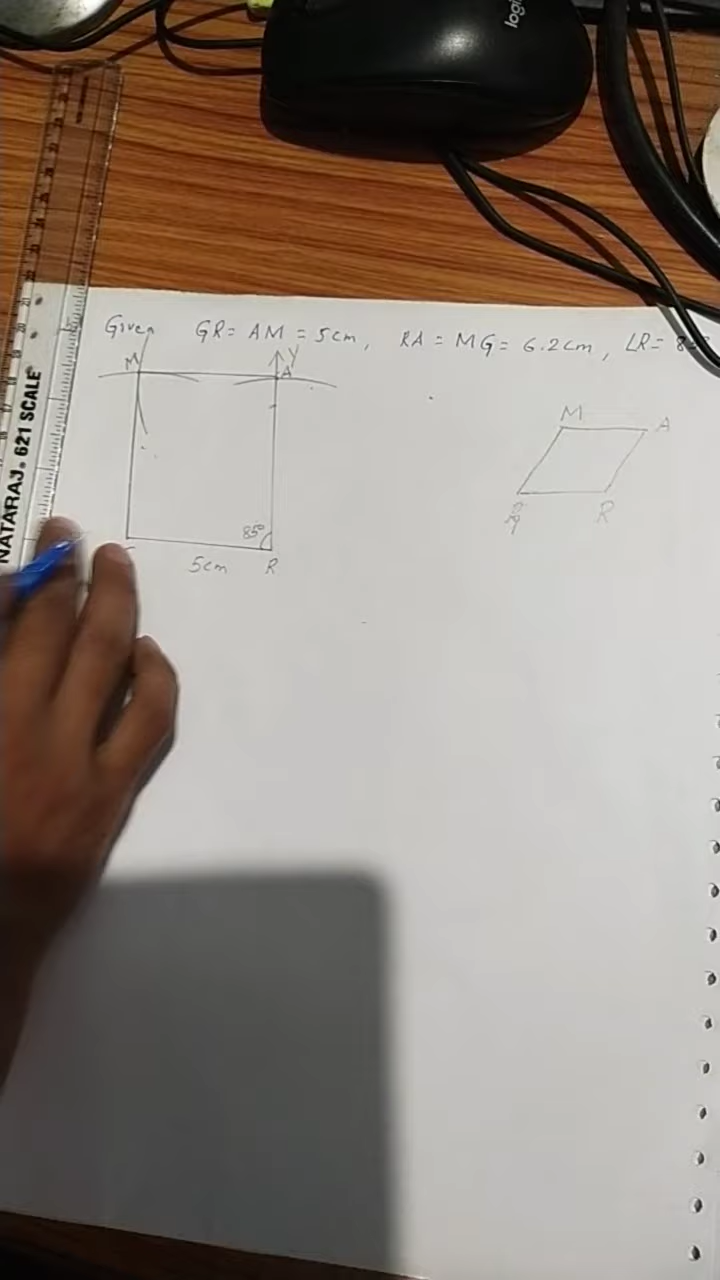 Given GR = AM = 5cm, RA = MG = 6.2cm, ∠R =
M
Y
A
85°
5cm
R
M
A
R
NATARAJ 621 SCALE